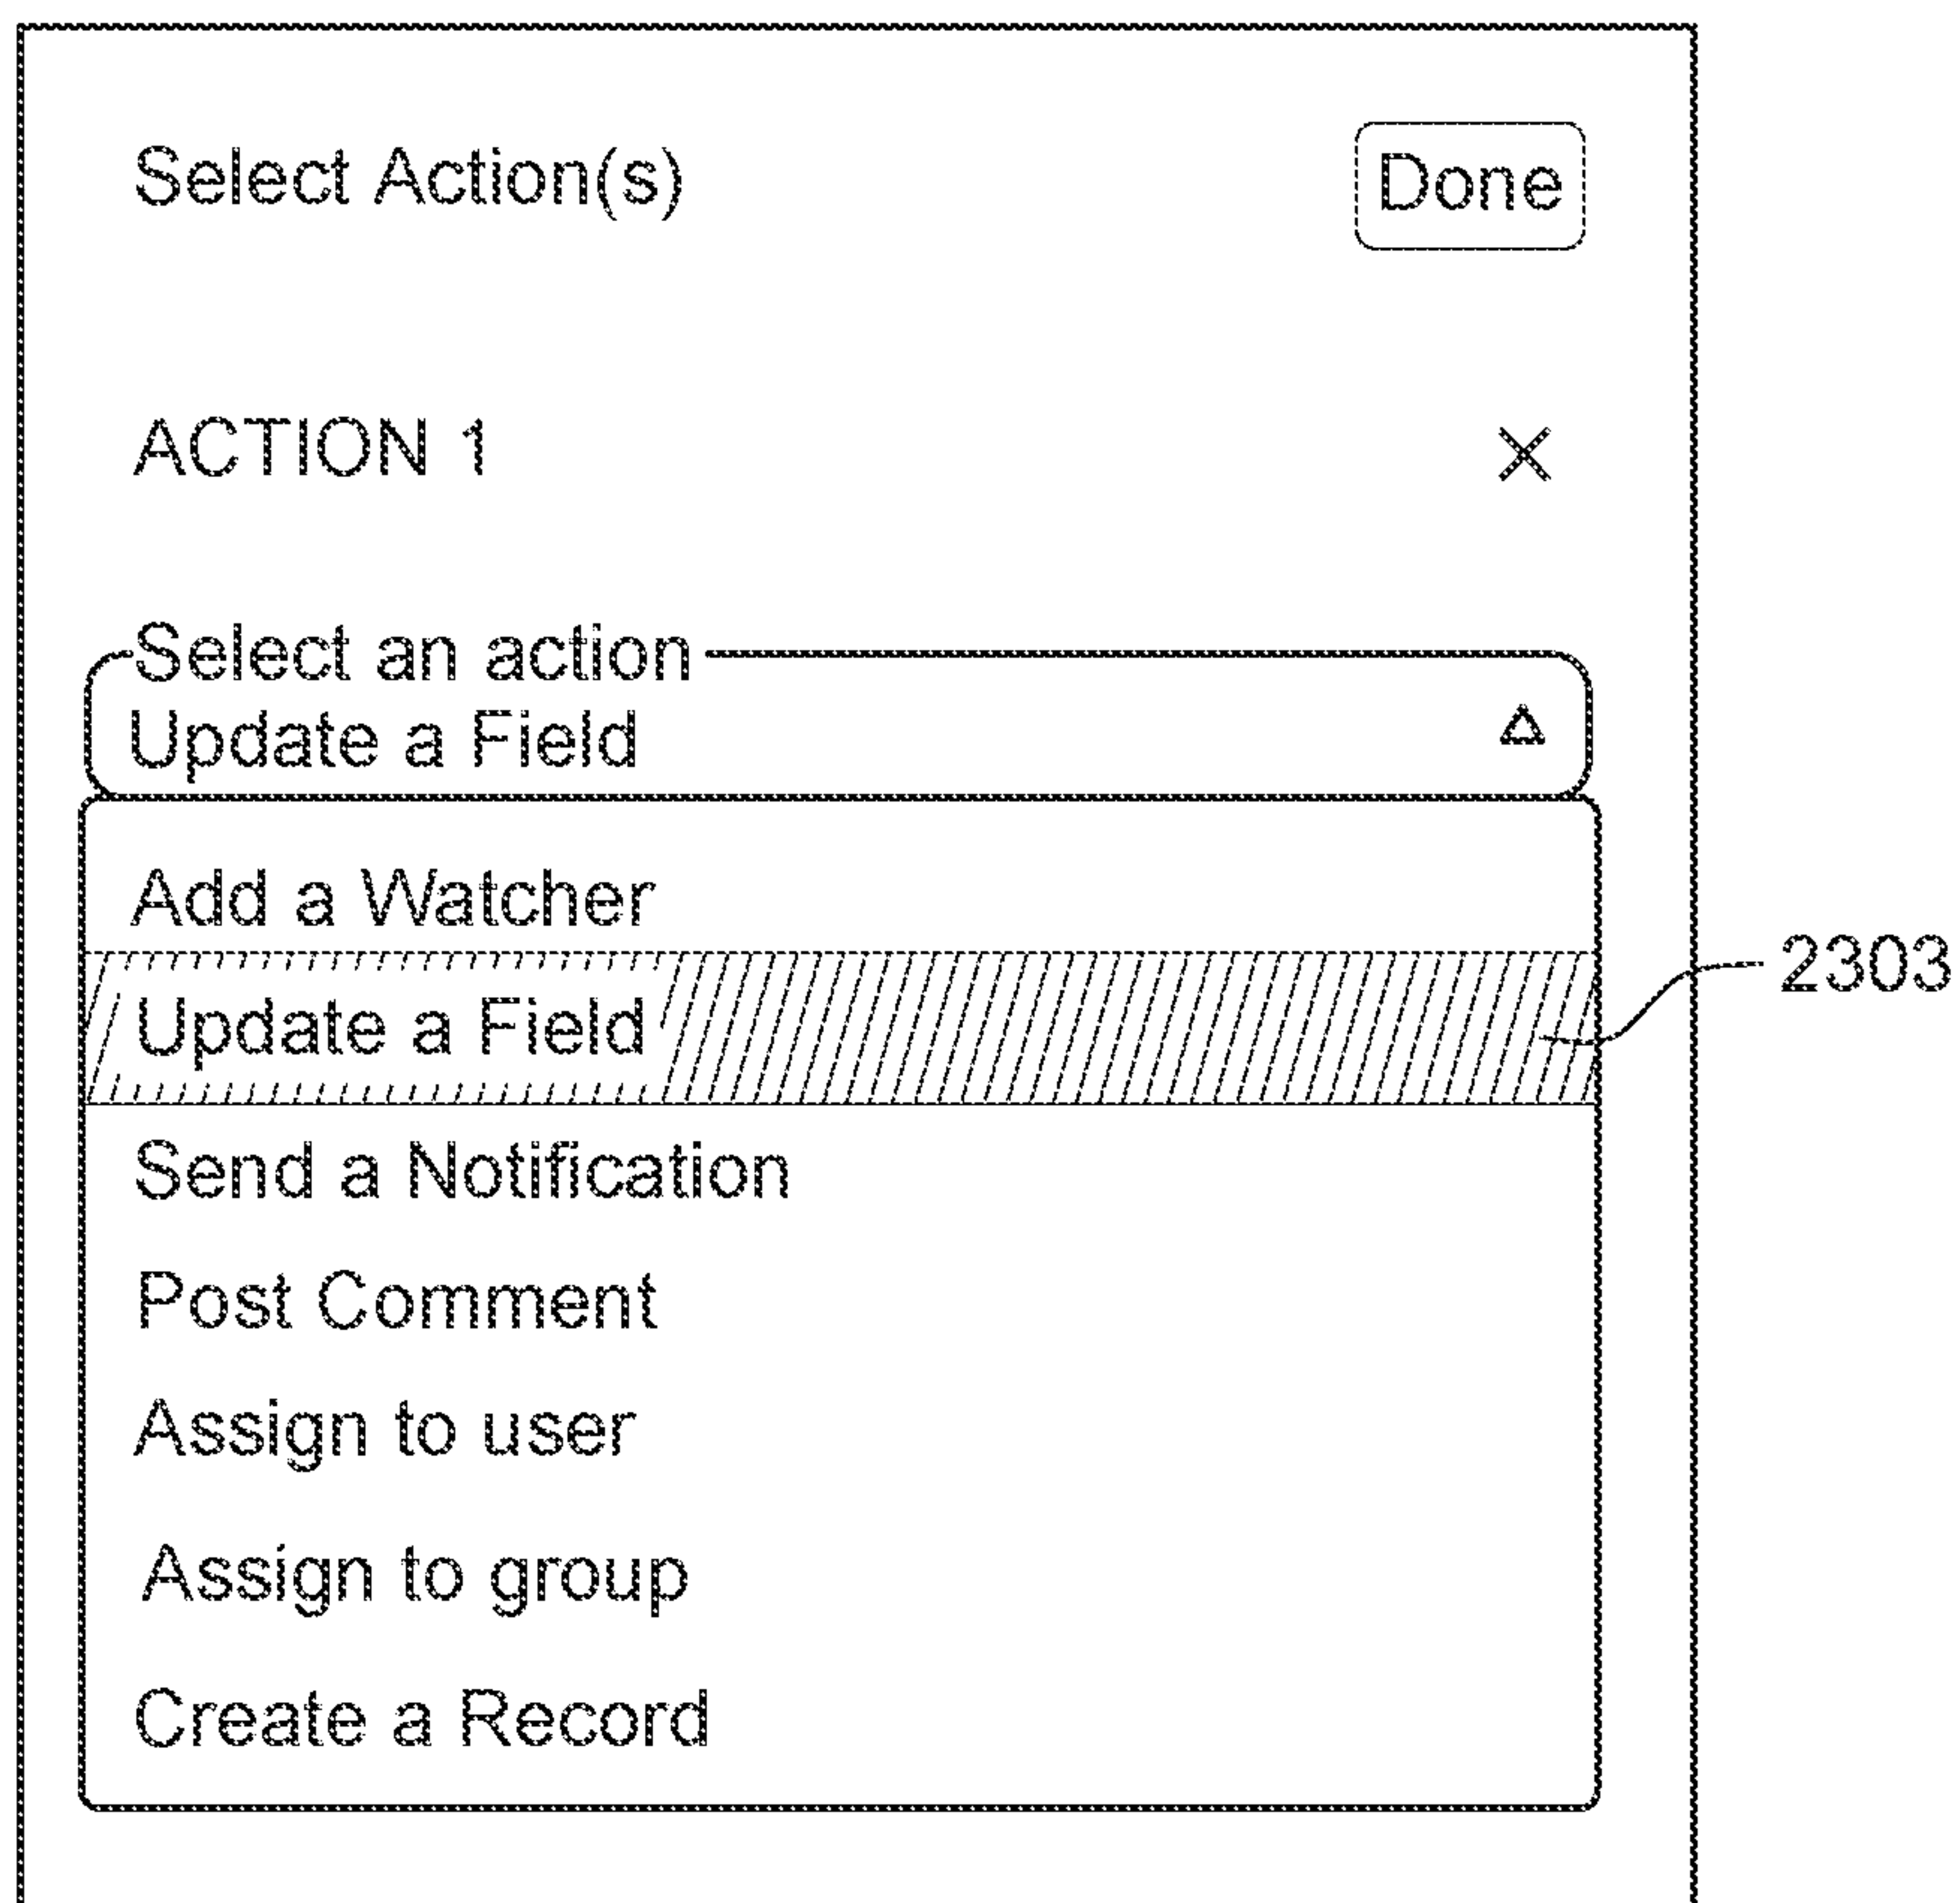 Select Action(s) Done
ACTION 1 ×
Select an action
Update a Field
Add a Watcher
Update a Field
2303
Send a Notification
Post Comment
Assign to user
Assign to group
Create a Record